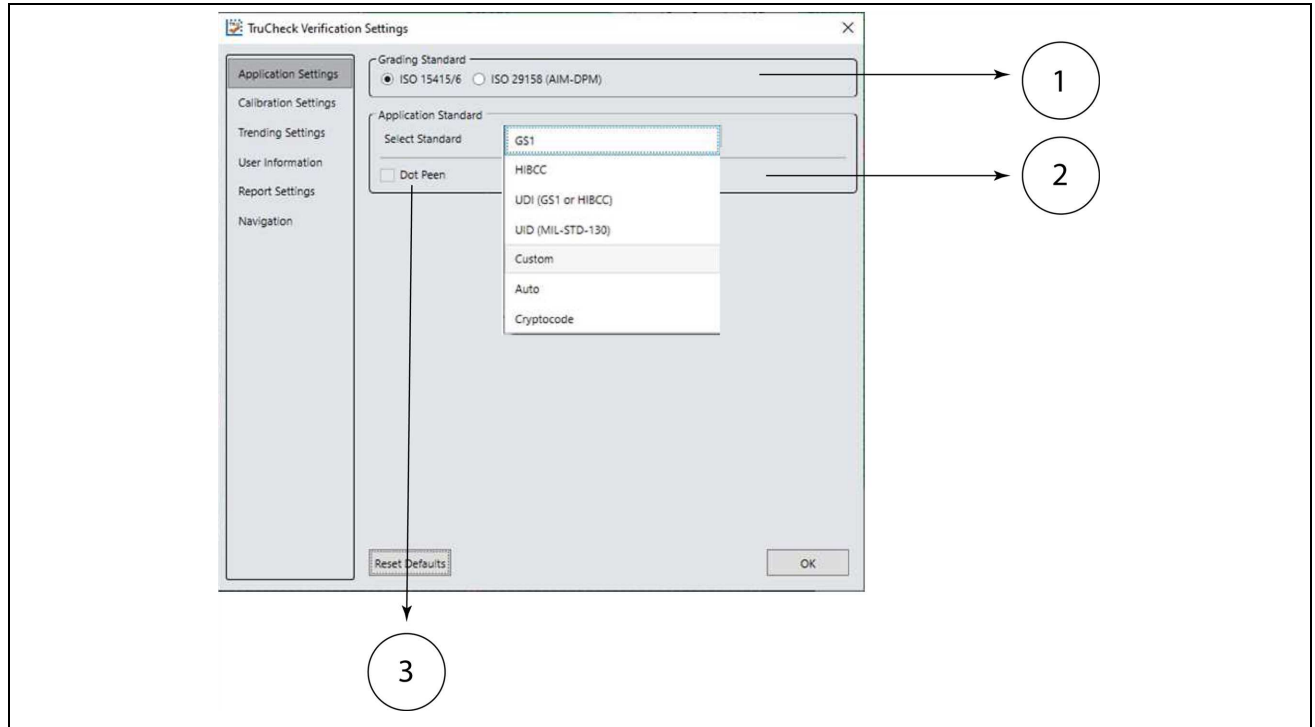 TruCheck Verification Settings
Application Settings
Calibration Settings
Trending Settings
User Information
Report Settings
Navigation
Grading Standard
ISO 15415/6 ISO 29158 (AIM-DPM)
Application Standard
Select Standard
GS1
HIBCC
UDI (GS1 or HIBCC)
UID (MIL-STD-130)
Custom
Auto
Cryptocode
Dot Peen
Reset Defaults
OK
1
2
3